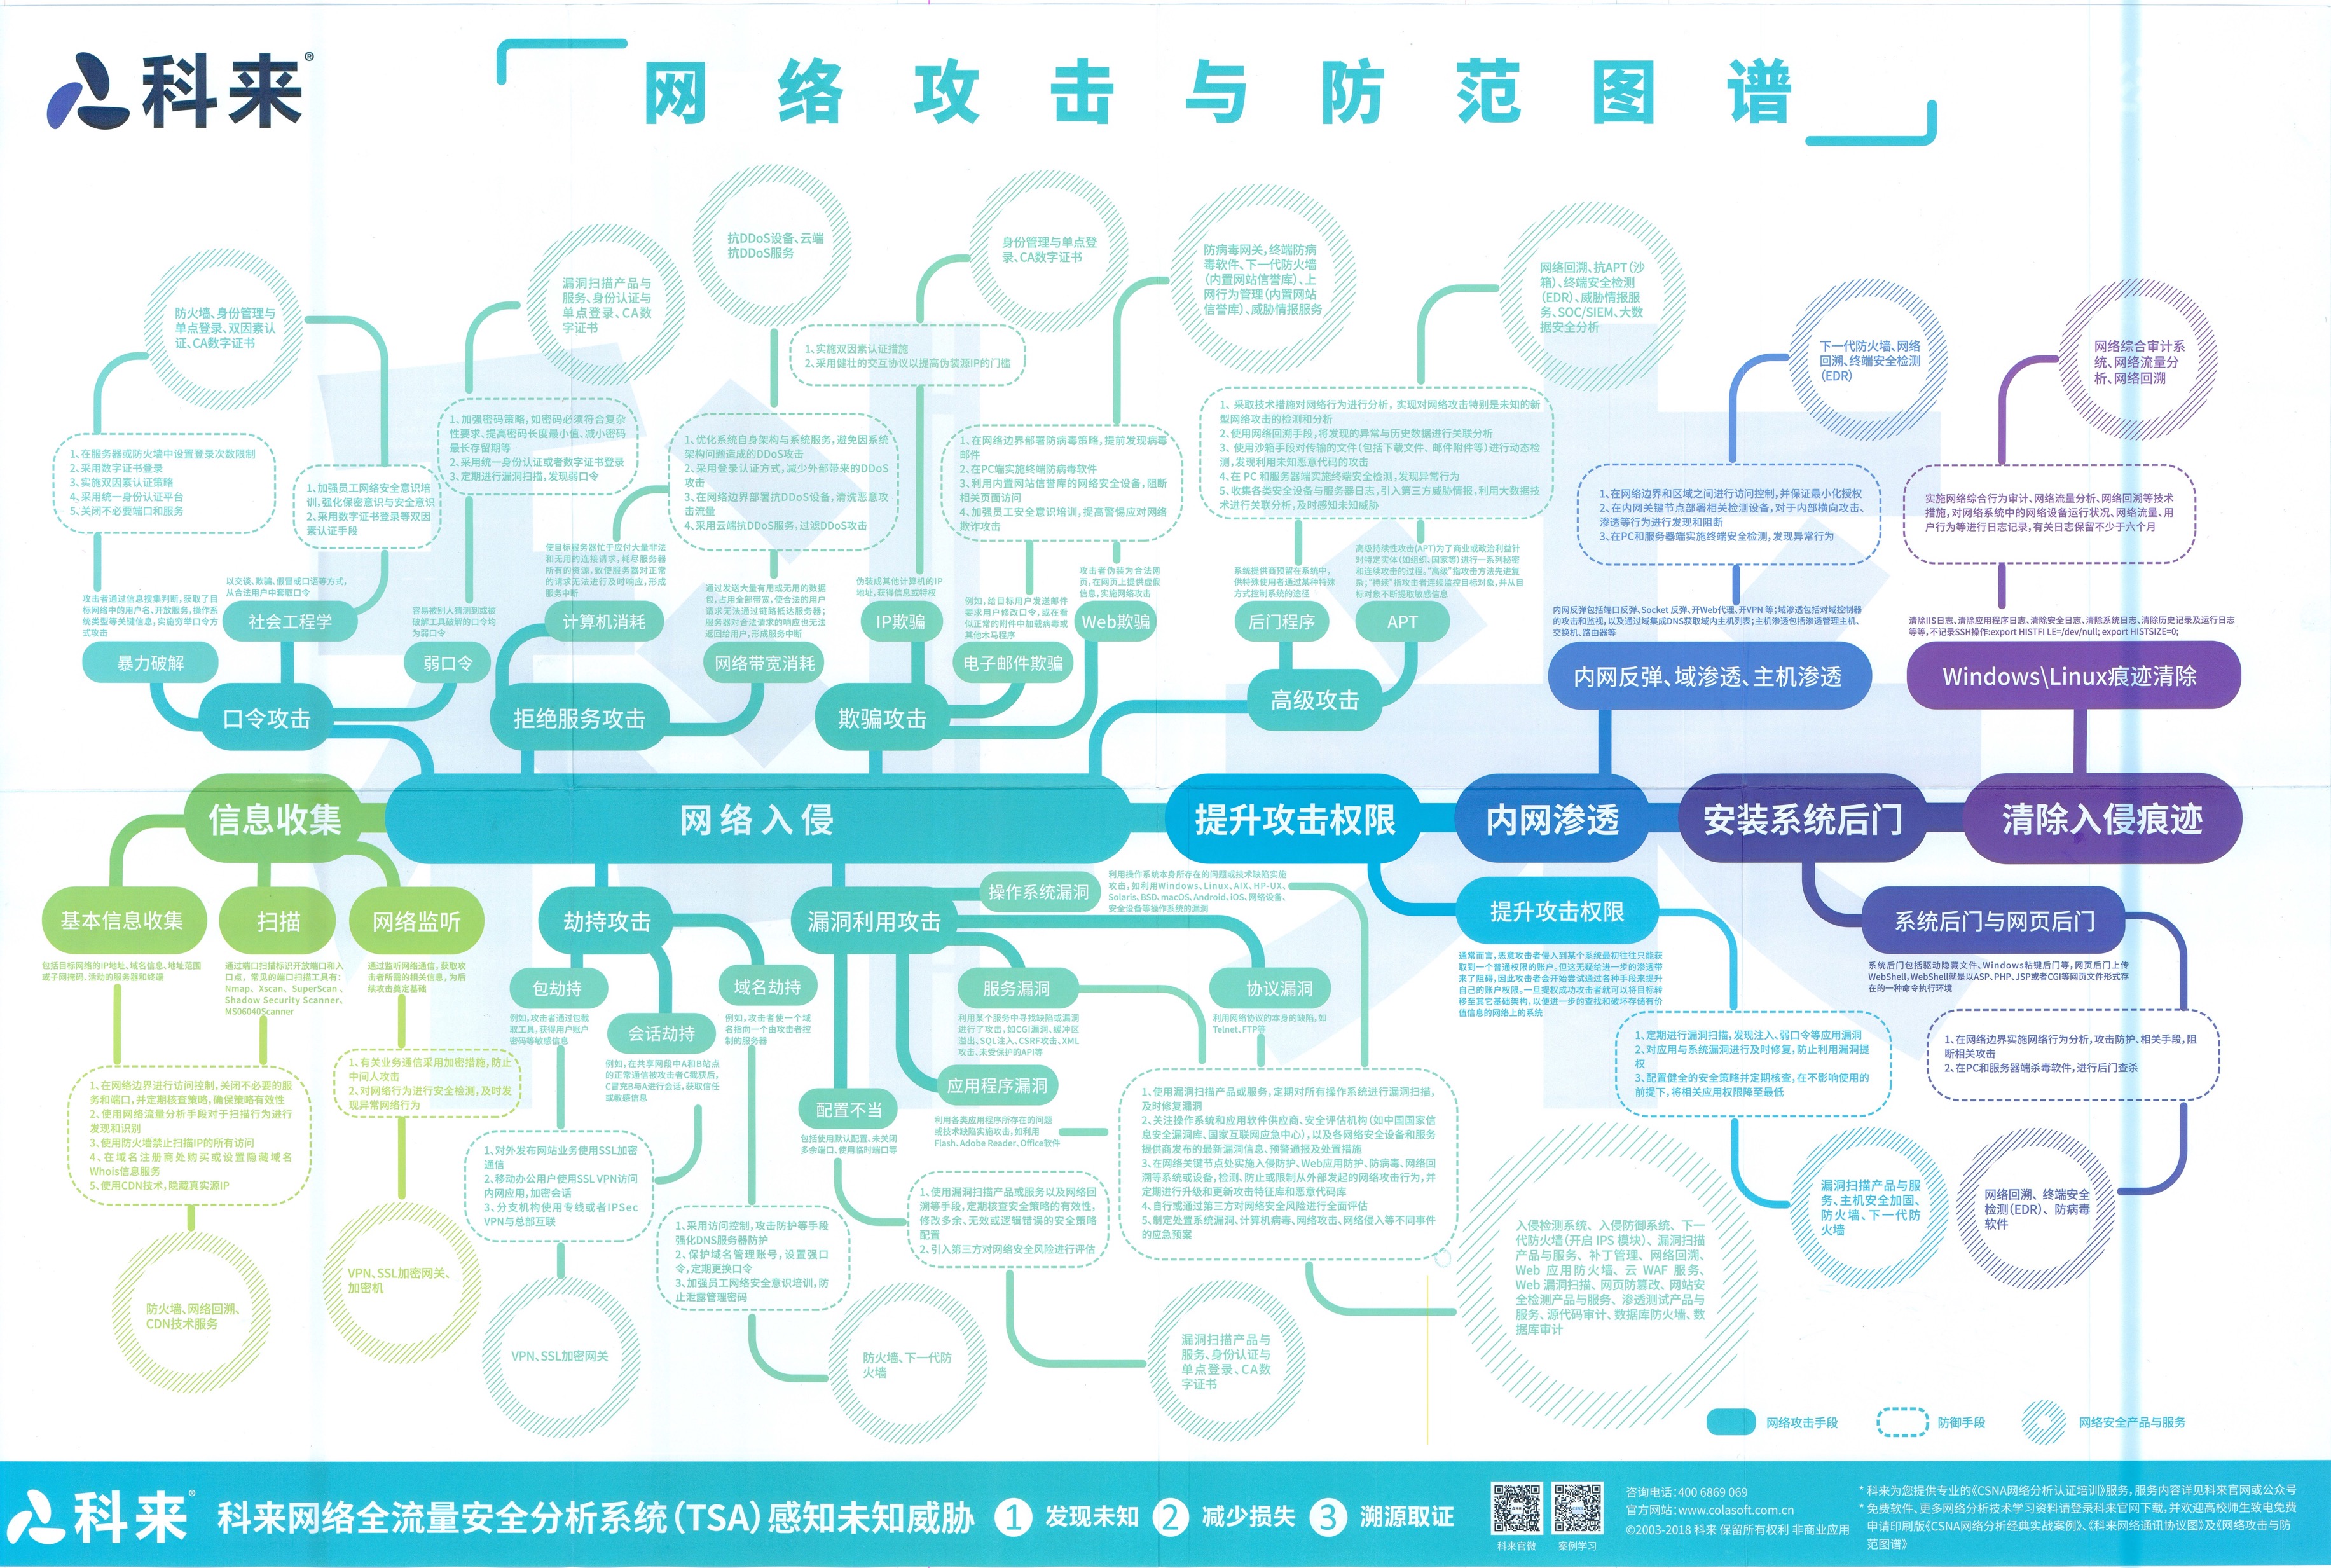 科来®
网络攻击与防范图谱
防火墙、身份管理与
单点登录、双因素认
证、CA数字证书
漏洞扫描产品与
服务、身份认证与
单点登录、CA数
字证书
抗DDoS设备、云端
抗DDoS服务
身份管理与单点登
录、CA数字证书
防病毒网关,终端防病
毒软件、下一代防火墙
(内置网站信誉库)、上
网行为管理(内置网站
信誉库)、威胁情报服务
网络回溯、抗APT(沙
箱)、终端安全检测
(EDR)、威胁情报服
务、SOC/SIEM、大数
据安全分析
下一代防火墙、网络
回溯、终端安全检测
(EDR)
网络综合审计系
统、网络流量分
析、网络回溯
1、在服务器或防火墙中设置登录次数限制
2、采用数字证书登录
3、实施双因素认证策略
4、采用统一身份认证平台
5、关闭不必要端口和服务
1、加强员工网络安全意识培
训,强化保密意识与安全意识
2、采用数字证书登录等双因
素认证手段
1、加强密码策略,如密码必须符合复杂
性要求、提高密码长度最小值、减小密码
最长存留期等
2、采用统一身份认证或者数字证书登录
3、定期进行漏洞扫描,发现弱口令
1、优化系统自身架构与系统服务,避免因系统
架构问题造成的DDoS攻击
2、采用登录认证方式,减少外部带来的DDoS
攻击
3、在网络边界部署抗DDoS设备,清洗恶意攻
击流量
4、采用云端抗DDoS服务,过滤DDoS攻击
1、实施双因素认证措施
2、采用健壮的交互协议以提高伪装源IP的门槛
1、在网络边界部署防病毒策略,提前发现病毒
邮件
2、在PC端实施终端防病毒软件
3、利用内置网站信誉库的网络安全设备,阻断
相关页面访问
4、加强员工安全意识培训,提高警惕应对网络
欺诈攻击
1、采取技术措施对网络行为进行分析,实现对网络攻击特别是未知的新
型网络攻击的检测和分析
2、使用网络回溯手段,将发现的异常与历史数据进行关联分析
3、使用沙箱手段对传输的文件(包括下载文件、邮件附件等)进行动态检
测,发现利用未知恶意代码的攻击
4、在 PC 和服务器端实施终端安全检测,发现异常行为
5、收集各类安全设备与服务器日志,引入第三方威胁情报,利用大数据技
术进行关联分析,及时感知未知威胁
1、在网络边界和区域之间进行访问控制,并保证最小化授权
2、在内网关键节点部署相关检测设备,对于内部横向攻击、
渗透等行为进行发现和阻断
3、在PC和服务器端实施终端安全检测,发现异常行为
实施网络综合行为审计、网络流量分析、网络回溯等技术
措施,对网络系统中的网络设备运行状况、网络流量、用
户行为等进行日志记录,有关日志保留不少于六个月
攻击者通过信息搜集判断,获取了目
标网络中的用户名、开放服务,操作系
统类型等关键信息,实施穷举口令方
式攻击
暴力破解
以交谈、欺骗、假冒或口语等方式,
从合法用户中套取口令
社会工程学
容易被别人猜测到或被
破解工具破解的口令均
为弱口令
弱口令
口令攻击
使目标服务器忙于应付大量非法
和无用的连接请求,耗尽服务器
所有的资源,致使服务器对正常
的请求无法进行及时响应,形成
服务中断
计算机消耗
通过发送大量有用或无用的数据
包,占用全部带宽,使合法的用户
请求无法通过链路抵达服务器;
服务器对合法请求的响应也无法
返回给用户,形成服务中断
网络带宽消耗
拒绝服务攻击
伪装成其他计算机的IP
地址,获得信息或特权
IP欺骗
例如,给目标用户发送邮件
要求用户修改口令,或在看
似正常的附件中加载病毒或
其他木马程序
电子邮件欺骗
攻击者伪装为合法网
页,在网页上提供虚假
信息,实施网络攻击
Web欺骗
欺骗攻击
系统提供商预留在系统中,
供特殊使用者通过某种特殊
方式控制系统的途径
后门程序
高级持续性攻击(APT)为了商业或政治利益针
对特定实体(如组织、国家等)进行一系列秘密
和连续攻击的过程。“高级”指攻击方法先进复
杂;“持续”指攻击者连续监控目标对象,并从目
标对象不断提取敏感信息
APT
高级攻击
内网反弹包括端口反弹、Socket 反弹、开Web代理、开VPN 等;域渗透包括对域控制器
的攻击和监视,以及通过域集成DNS获取域内主机列表;主机渗透包括渗透管理主机、
交换机、路由器等
内网反弹、域渗透、主机渗透
清除IIS日志、清除应用程序日志、清除安全日志、清除系统日志、清除历史记录及运行日志
等等,不记录SSH操作:export HISTFI LE=/dev/null; export HISTSIZE=0;
Windows\Linux痕迹清除
信息收集
网络入侵
提升攻击权限
内网渗透
安装系统后门
清除入侵痕迹
基本信息收集
包括目标网络的IP地址、域名信息、地址范围
或子网掩码、活动的服务器和终端
扫描
通过端口扫描标识开放端口和入
口点,常见的端口扫描工具有:
Nmap、Xscan、SuperScan 、
Shadow Security Scanner、
MS06040Scanner
网络监听
通过监听网络通信,获取攻
击者所需的相关信息,为后
续攻击奠定基础
1、在网络边界进行访问控制,关闭不必要的服
务和端口,并定期核查策略,确保策略有效性
2、使用网络流量分析手段对于扫描行为进行
发现和识别
3、使用防火墙禁止扫描IP的所有访问
4、在域名注册商处购买或设置隐藏域名
Whois信息服务
5、使用CDN技术,隐藏真实源IP
防火墙、网络回溯、
CDN技术服务
1、有关业务通信采用加密措施,防止
中间人攻击
2、对网络行为进行安全检测,及时发
现异常网络行为
VPN、SSL加密网关、
加密机
劫持攻击
包劫持
例如,攻击者通过包截
取工具,获得用户账户
密码等敏感信息
会话劫持
例如,在共享网段中A和B站点
的正常通信被攻击者C截获后,
C冒充B与A进行会话,获取信任
或敏感信息
域名劫持
例如,攻击者使一个域
名指向一个由攻击者控
制的服务器
1、对外发布网站业务使用SSL加密
通信
2、移动办公用户使用SSL VPN访问
内网应用,加密会话
3、分支机构使用专线或者IPSec
VPN与总部互联
VPN、SSL加密网关
1、采用访问控制,攻击防护等手段
强化DNS服务器防护
2、保护域名管理账号,设置强口
令,定期更换口令
3、加强员工网络安全意识培训,防
止泄露管理密码
防火墙、下一代防
火墙
漏洞利用攻击
操作系统漏洞
利用操作系统本身所存在的问题或技术缺陷实施
攻击,如利用Windows、Linux、AIX、HP-UX、
Solaris、BSD、macOS、Android、iOS、网络设备、
安全设备等操作系统的漏洞
服务漏洞
利用某个服务中寻找缺陷或漏洞
进行了攻击,如CGI漏洞、缓冲区
溢出、SQL注入、CSRF攻击、XML
攻击、未受保护的API等
协议漏洞
利用网络协议的本身的缺陷,如
Telnet、FTP等
应用程序漏洞
利用各类应用程序所存在的问题
或技术缺陷实施攻击,如利用
Flash、Adobe Reader、Office软件
配置不当
包括使用默认配置、未关闭
多余端口、使用临时端口等
1、使用漏洞扫描产品或服务以及网络回
溯等手段,定期核查安全策略的有效性,
修改多余、无效或逻辑错误的安全策略
配置
2、引入第三方对网络安全风险进行评估
漏洞扫描产品与
服务、身份认证与
单点登录、CA数
字证书
1、使用漏洞扫描产品或服务,定期对所有操作系统进行漏洞扫描,
及时修复漏洞
2、关注操作系统和应用软件供应商、安全评估机构(如中国国家信
息安全漏洞库、国家互联网应急中心),以及各网络安全设备和服务
提供商发布的最新漏洞信息、预警通报及处置措施
3、在网络关键节点处实施入侵防护、Web应用防护、防病毒、网络回
溯等系统或设备,检测、防止或限制从外部发起的网络攻击行为,并
定期进行升级和更新攻击特征库和恶意代码库
4、自行或通过第三方对网络安全风险进行全面评估
5、制定处置系统漏洞、计算机病毒、网络攻击、网络侵入等不同事件
的应急预案
入侵检测系统、入侵防御系统、下一
代防火墙(开启 IPS 模块)、漏洞扫描
产品与服务、补丁管理、网络回溯、
Web 应用防火墙、云 WAF 服务、
Web 漏洞扫描、网页防篡改、网站安
全检测产品与服务、渗透测试产品与
服务、源代码审计、数据库防火墙、数
据库审计
提升攻击权限
通常而言,恶意攻击者侵入到某个系统最初往往只能获
取到一个普通权限的账户。但这无疑给进一步的渗透带
来了阻碍,因此攻击者会开始尝试通过各种手段来提升
自己的账户权限。一旦提权成功攻击者就可以将目标转
移至其它基础架构,以便进一步的查找和破坏存储有价
值信息的网络上的系统
1、定期进行漏洞扫描,发现注入、弱口令等应用漏洞
2、对应用与系统漏洞进行及时修复,防止利用漏洞提
权
3、配置健全的安全策略并定期核查,在不影响使用的
前提下,将相关应用权限降至最低
漏洞扫描产品与服
务、主机安全加固、
防火墙、下一代防
火墙
系统后门与网页后门
系统后门包括驱动隐藏文件、Windows粘键后门等,网页后门上传
WebShell,WebShell就是以ASP、PHP、JSP或者CGI等网页文件形式存
在的一种命令执行环境
1、在网络边界实施网络行为分析,攻击防护、相关手段,阻
断相关攻击
2、在PC和服务器端杀毒软件,进行后门查杀
网络回溯、终端安全
检测(EDR)、防病毒
软件
网络攻击手段
防御手段
网络安全产品与服务
科来®
科来网络全流量安全分析系统(TSA)感知未知威胁
1 发现未知 2 减少损失 3 溯源取证
科来官微
案例学习
咨询电话:400 6869 069
官方网站:www.colasoft.com.cn
©2003-2018 科来 保留所有权利 非商业应用
* 科来为您提供专业的《CSNA网络分析认证培训》服务,服务内容详见科来官网或公众号
* 免费软件、更多网络分析技术学习资料请登录科来官网下载,并欢迎高校师生致电免费
申请印刷版《CSNA网络分析经典实战案例》、《科来网络通讯协议图》及《网络攻击与防
范图谱》